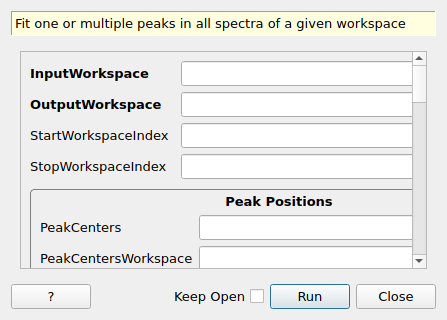 Fit one or multiple peaks in all spectra of a given workspace
InputWorkspace
OutputWorkspace
StartWorkspaceIndex
StopWorkspaceIndex
Peak Positions
PeakCenters
PeakCentersWorkspace
? Keep Open Run Close